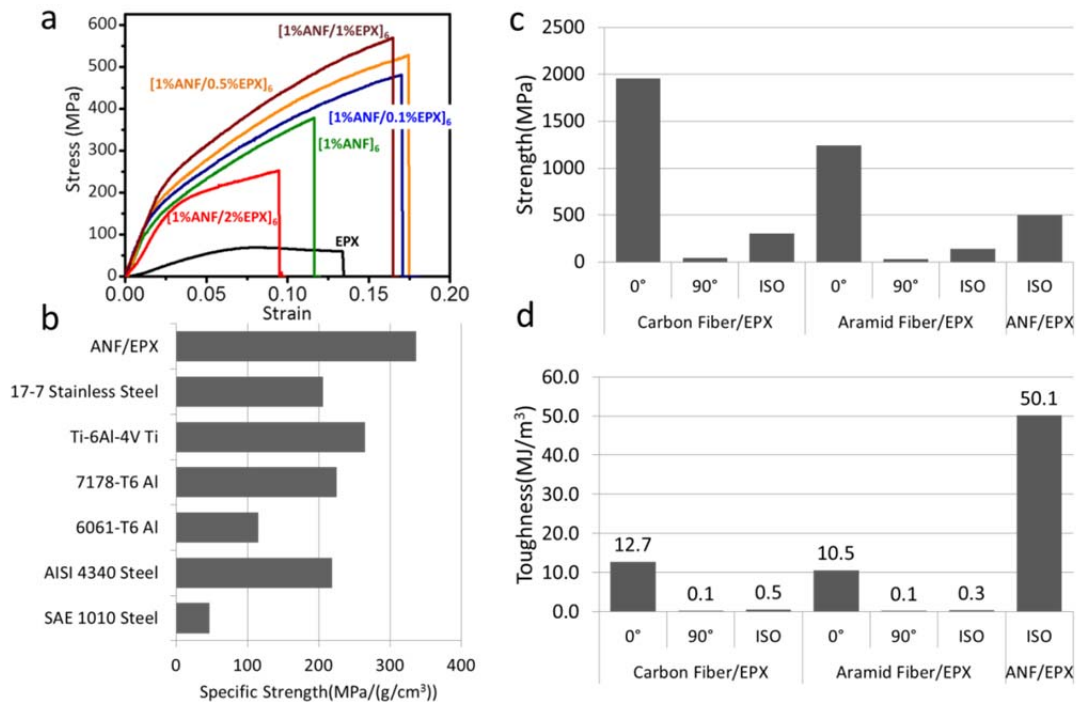 a
600
500
400
300
200
100
0
Stress (MPa)
[1%ANF/1%EPX]6
[1%ANF/0.5%EPX]6
[1%ANF/0.1%EPX]6
[1%ANF]6
[1%ANF/2%EPX]6
EPX
0.00 0.05 0.10 0.15 0.20
Strain
b
ANF/EPX
17-7 Stainless Steel
Ti-6Al-4V Ti
7178-T6 Al
6061-T6 Al
AISI 4340 Steel
SAE 1010 Steel
0 100 200 300 400
Specific Strength(MPa/(g/cm³))
c
2500
2000
1500
1000
500
0
Strength(MPa)
0° 90° ISO 0° 90° ISO ISO
Carbon Fiber/EPX Aramid Fiber/EPX ANF/EPX
d
60.0
50.0
40.0
30.0
20.0
10.0
0.0
Toughness(MJ/m³)
12.7 0.1 0.5 10.5 0.1 0.3 50.1
0° 90° ISO 0° 90° ISO ISO
Carbon Fiber/EPX Aramid Fiber/EPX ANF/EPX